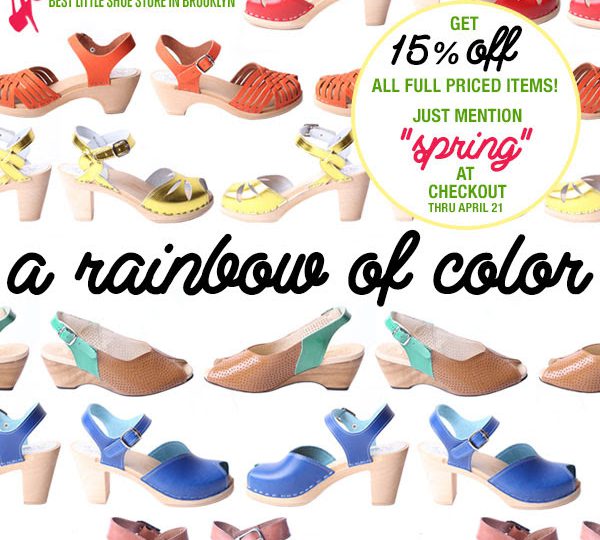 BEST LITTLE SHOE STORE IN BROOKLYN
GET
15% off
ALL FULL PRICED ITEMS!
JUST MENTION
"spring"
AT
CHECKOUT
THRU APRIL 21
a rainbow of color